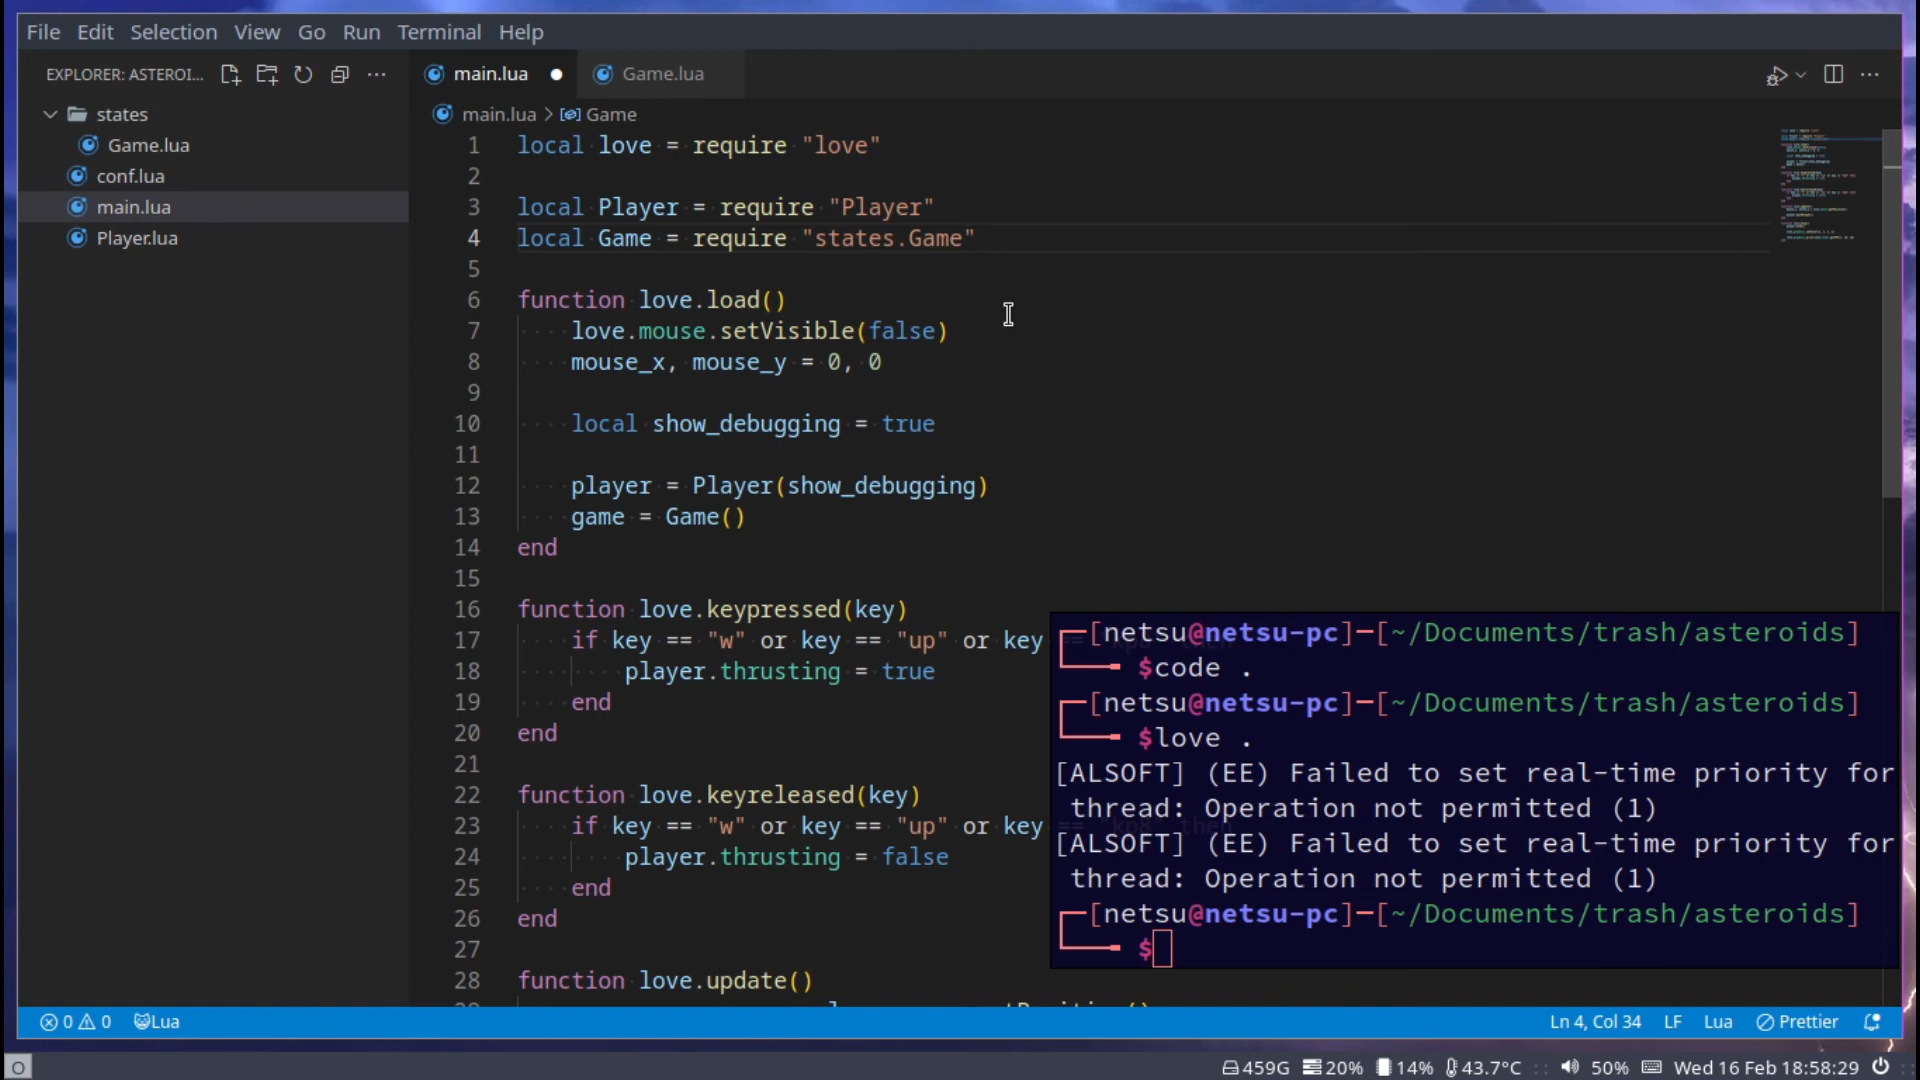 File Edit Selection View Go Run Terminal Help
EXPLORER: ASTEROI...
main.lua
Game.lua
states
Game.lua
conf.lua
main.lua
Player.lua
main.lua > Game
1 local love = require "love"
2
3 local Player = require "Player"
4 local Game = require "states.Game"
5
6 function love.load()
7 love.mouse.setVisible(false)
8 mouse_x, mouse_y = 0, 0
9
10 local show_debugging = true
11
12 player = Player(show_debugging)
13 game = Game()
14 end
15
16 function love.keypressed(key)
17 if key == "w" or key == "up" or key == "kp8" then
18 player.thrusting = true
19 end
20 end
21
22 function love.keyreleased(key)
23 if key == "w" or key == "up" or key == "kp8" then
24 player.thrusting = false
25 end
26 end
27
28 function love.update()
[netsu@netsu-pc]-[~/Documents/trash/asteroids]
$code .
[netsu@netsu-pc]-[~/Documents/trash/asteroids]
$love .
[ALSOFT] (EE) Failed to set real-time priority for
thread: Operation not permitted (1)
[ALSOFT] (EE) Failed to set real-time priority for
thread: Operation not permitted (1)
[netsu@netsu-pc]-[~/Documents/trash/asteroids]
$
0 0 Lua
Ln 4, Col 34 LF Lua Prettier
459G 20% 14% 43.7°C :: 50% Wed 16 Feb 18:58:29